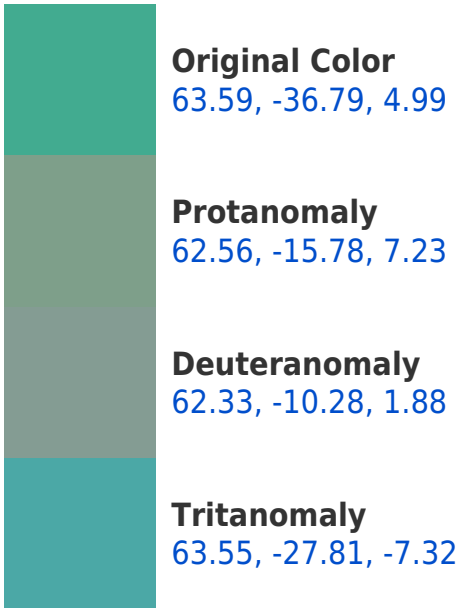 Original Color
63.59, -36.79, 4.99
Protanomaly
62.56, -15.78, 7.23
Deuteranomaly
62.33, -10.28, 1.88
Tritanomaly
63.55, -27.81, -7.32